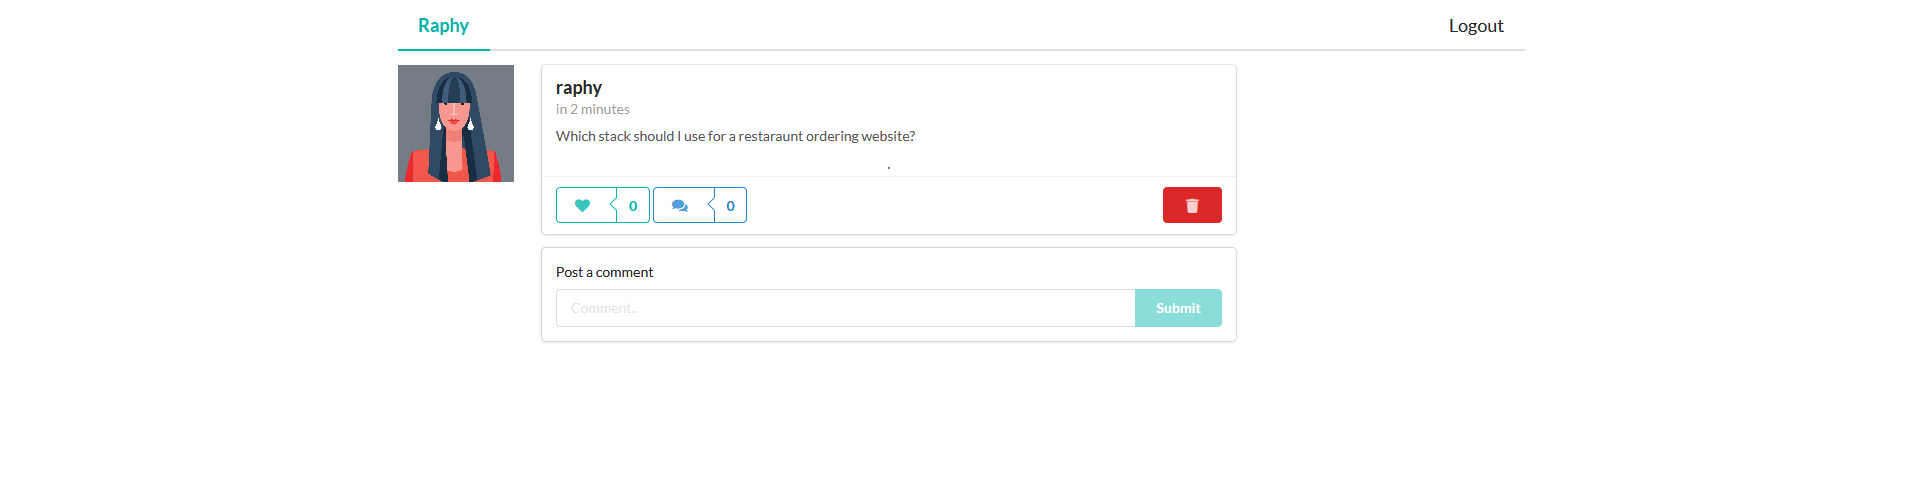 Raphy
Logout
raphy
in 2 minutes
Which stack should I use for a restaraunt ordering website?
.
0
0
Post a comment
Comment..
Submit